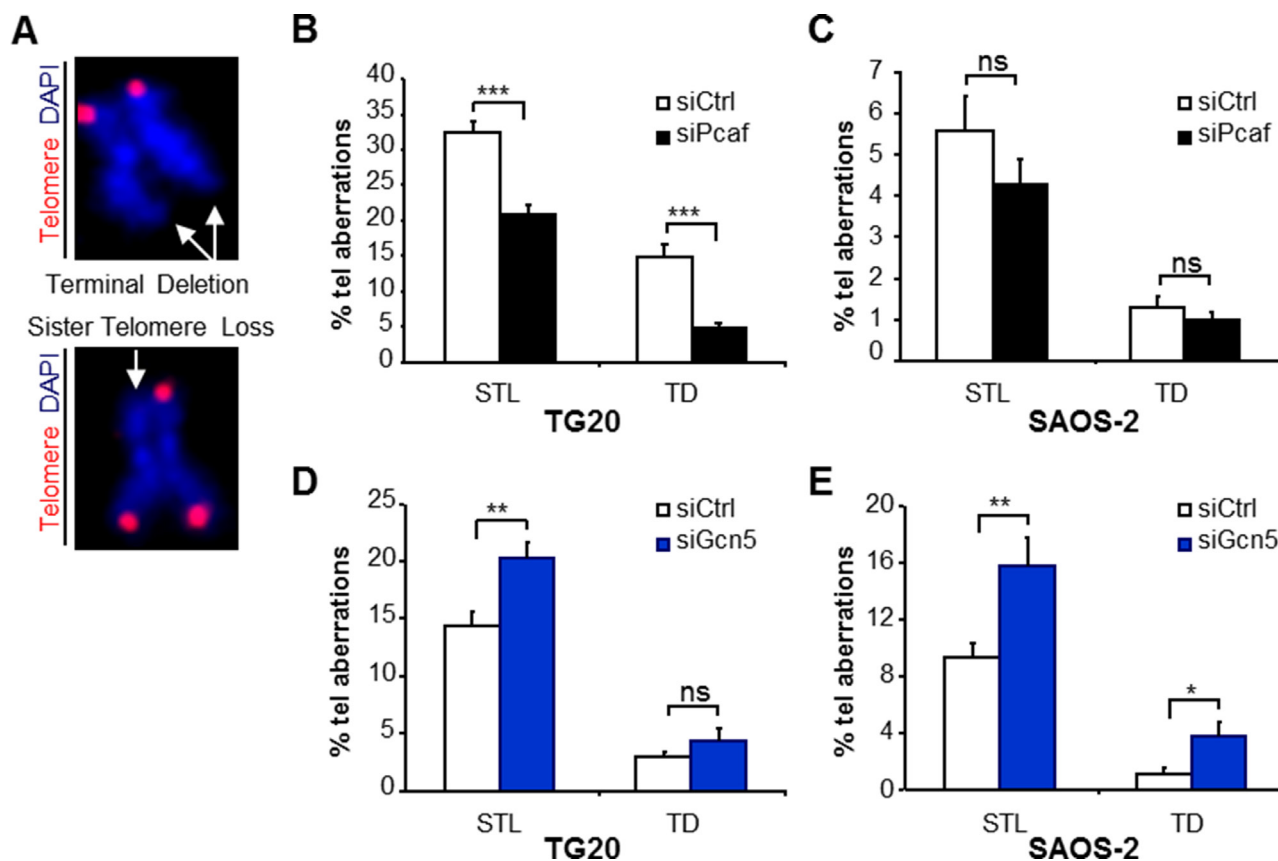 A
Telomere DAPI
Terminal Deletion
Sister Telomere Loss
Telomere DAPI
B
% tel aberrations
40
35
30
25
20
15
10
5
0
***
***
siCtrl
siPcaf
STL
TD
TG20
C
% tel aberrations
7
6
5
4
3
2
1
0
ns
ns
siCtrl
siPcaf
STL
TD
SAOS-2
D
% tel aberrations
25
20
15
10
5
0
**
ns
siCtrl
siGcn5
STL
TD
TG20
E
% tel aberrations
20
16
12
8
4
0
**
*
siCtrl
siGcn5
STL
TD
SAOS-2